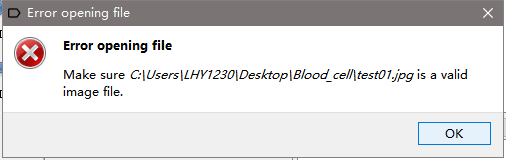 Error opening file
Error opening file
Make sure C:\Users\LHY1230\Desktop\Blood_cell\test01.jpg is a valid
image file.
OK